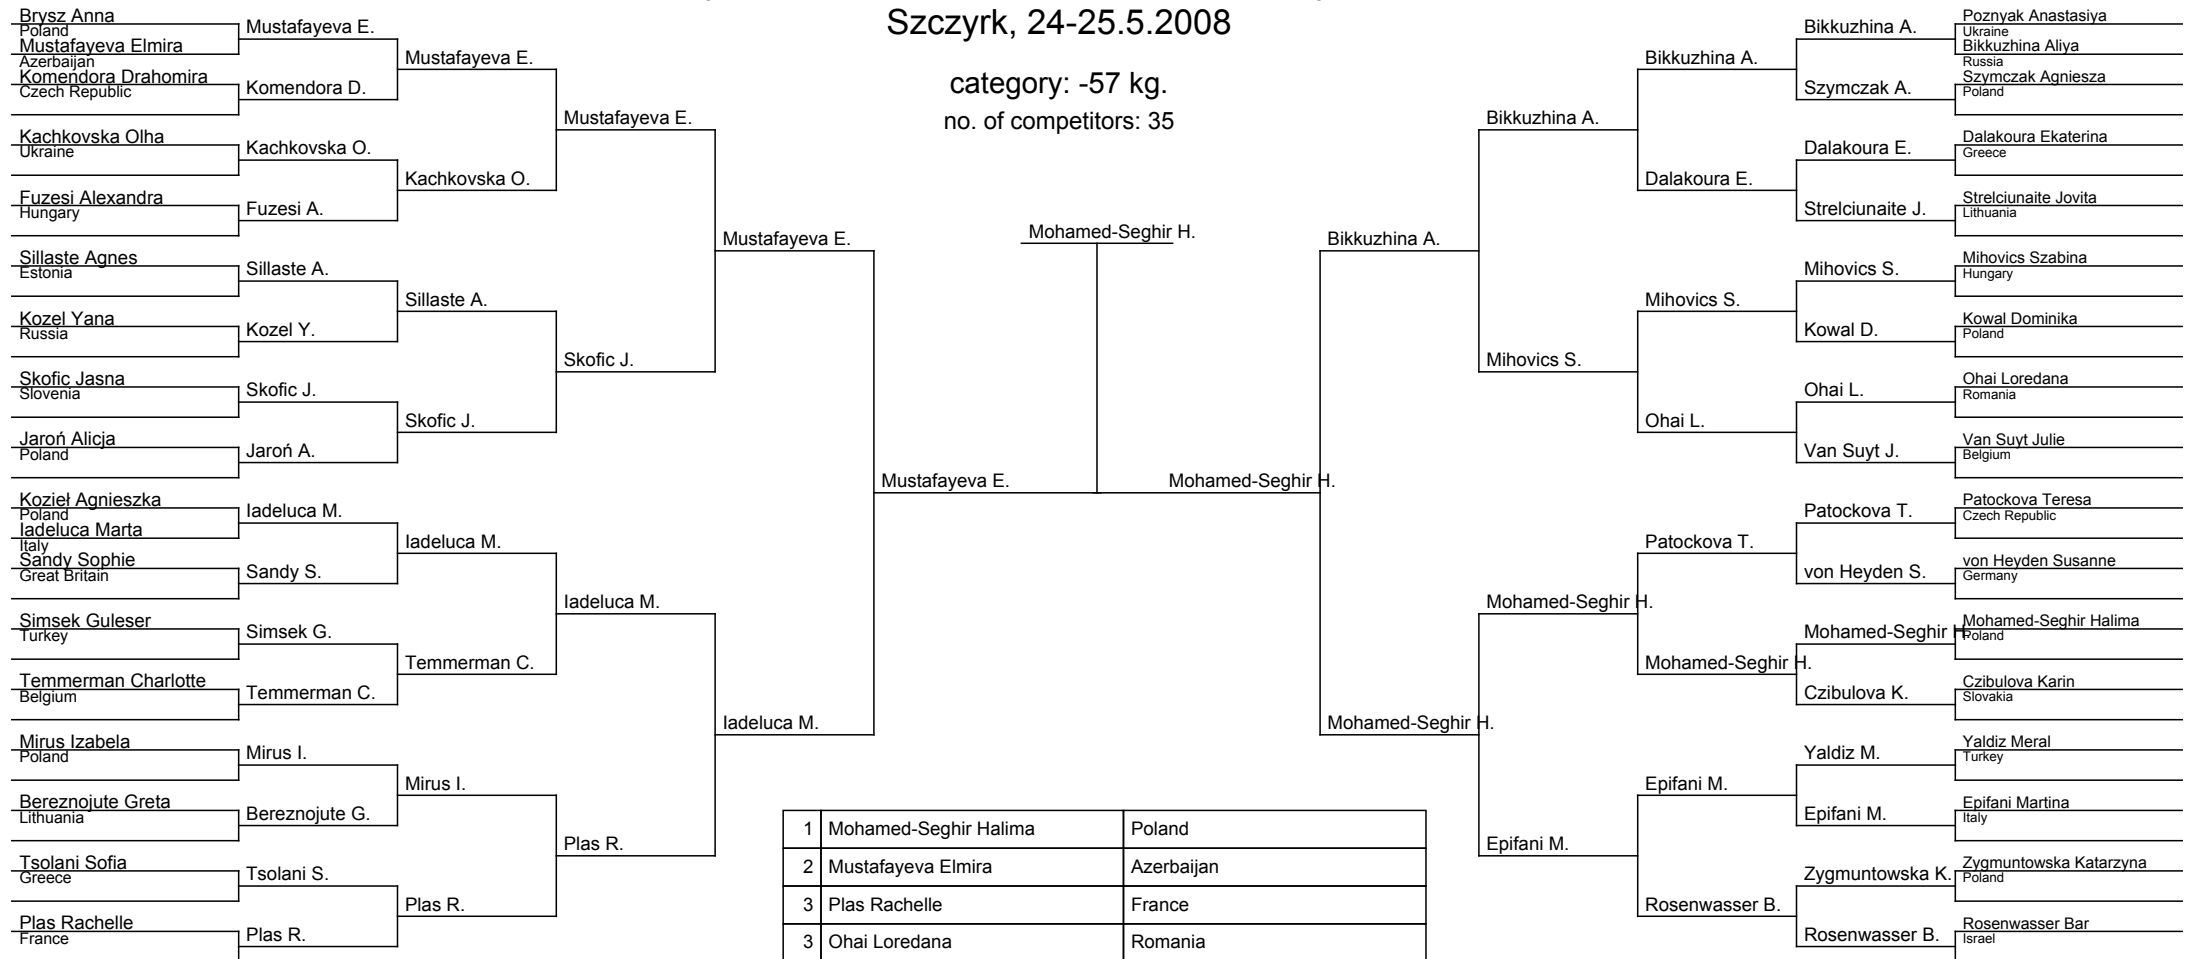 Szczyrk, 24-25.5.2008
category: -57 kg.
no. of competitors: 35
Brysz Anna
Poland
Mustafayeva Elmira
Azerbaijan
Komendora Drahomira
Czech Republic
Kachkovska Olha
Ukraine
Fuzesi Alexandra
Hungary
Sillaste Agnes
Estonia
Kozel Yana
Russia
Skofic Jasna
Slovenia
Jaroń Alicja
Poland
Kozieł Agnieszka
Poland
Iadeluca Marta
Italy
Sandy Sophie
Great Britain
Simsek Guleser
Turkey
Temmerman Charlotte
Belgium
Mirus Izabela
Poland
Bereznojute Greta
Lithuania
Tsolani Sofia
Greece
Plas Rachelle
France
Mustafayeva E.
Komendora D.
Kachkovska O.
Fuzesi A.
Sillaste A.
Kozel Y.
Skofic J.
Jaroń A.
Iadeluca M.
Sandy S.
Simsek G.
Temmerman C.
Mirus I.
Bereznojute G.
Tsolani S.
Plas R.
Mustafayeva E.
Kachkovska O.
Sillaste A.
Skofic J.
Iadeluca M.
Temmerman C.
Mirus I.
Plas R.
Mustafayeva E.
Skofic J.
Iadeluca M.
Plas R.
Mustafayeva E.
Iadeluca M.
Mustafayeva E.
Mohamed-Seghir H.
Mohamed-Seghir H.
Bikkuzhina A.
Mohamed-Seghir H.
Bikkuzhina A.
Mihovics S.
Mohamed-Seghir H.
Epifani M.
Bikkuzhina A.
Dalakoura E.
Mihovics S.
Ohai L.
Patockova T.
Mohamed-Seghir H.
Epifani M.
Rosenwasser B.
Bikkuzhina A.
Szymczak A.
Dalakoura E.
Strelciunaite J.
Mihovics S.
Kowal D.
Ohai L.
Van Suyt J.
Patockova T.
von Heyden S.
Mohamed-Seghir H.
Czibulova K.
Yaldiz M.
Epifani M.
Zygmuntowska K.
Rosenwasser B.
Poznyak Anastasiya
Ukraine
Bikkuzhina Aliya
Russia
Szymczak Agniesza
Poland
Dalakoura Ekaterina
Greece
Strelciunaite Jovita
Lithuania
Mihovics Szabina
Hungary
Kowal Dominika
Poland
Ohai Loredana
Romania
Van Suyt Julie
Belgium
Patockova Teresa
Czech Republic
von Heyden Susanne
Germany
Mohamed-Seghir Halima
Poland
Czibulova Karin
Slovakia
Yaldiz Meral
Turkey
Epifani Martina
Italy
Zygmuntowska Katarzyna
Poland
Rosenwasser Bar
Israel
1 Mohamed-Seghir Halima Poland
2 Mustafayeva Elmira Azerbaijan
3 Plas Rachelle France
3 Ohai Loredana Romania